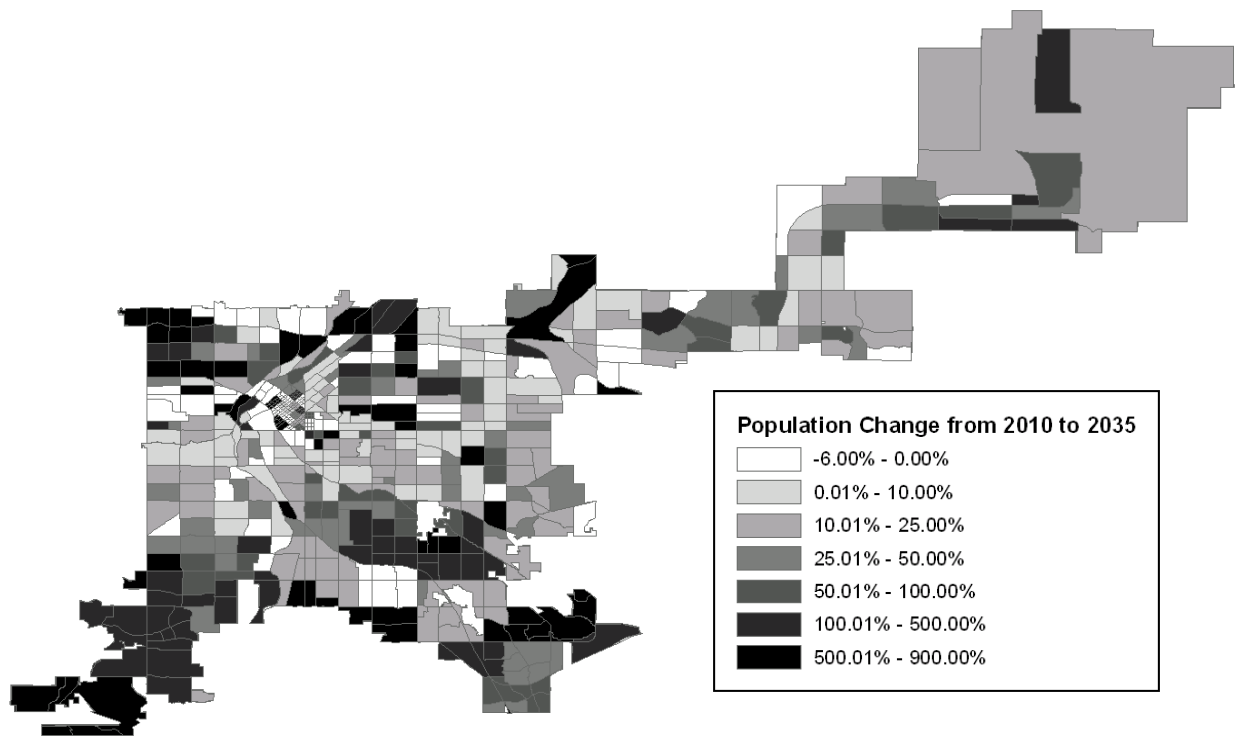 Population Change from 2010 to 2035
-6.00% - 0.00%
0.01% - 10.00%
10.01% - 25.00%
25.01% - 50.00%
50.01% - 100.00%
100.01% - 500.00%
500.01% - 900.00%